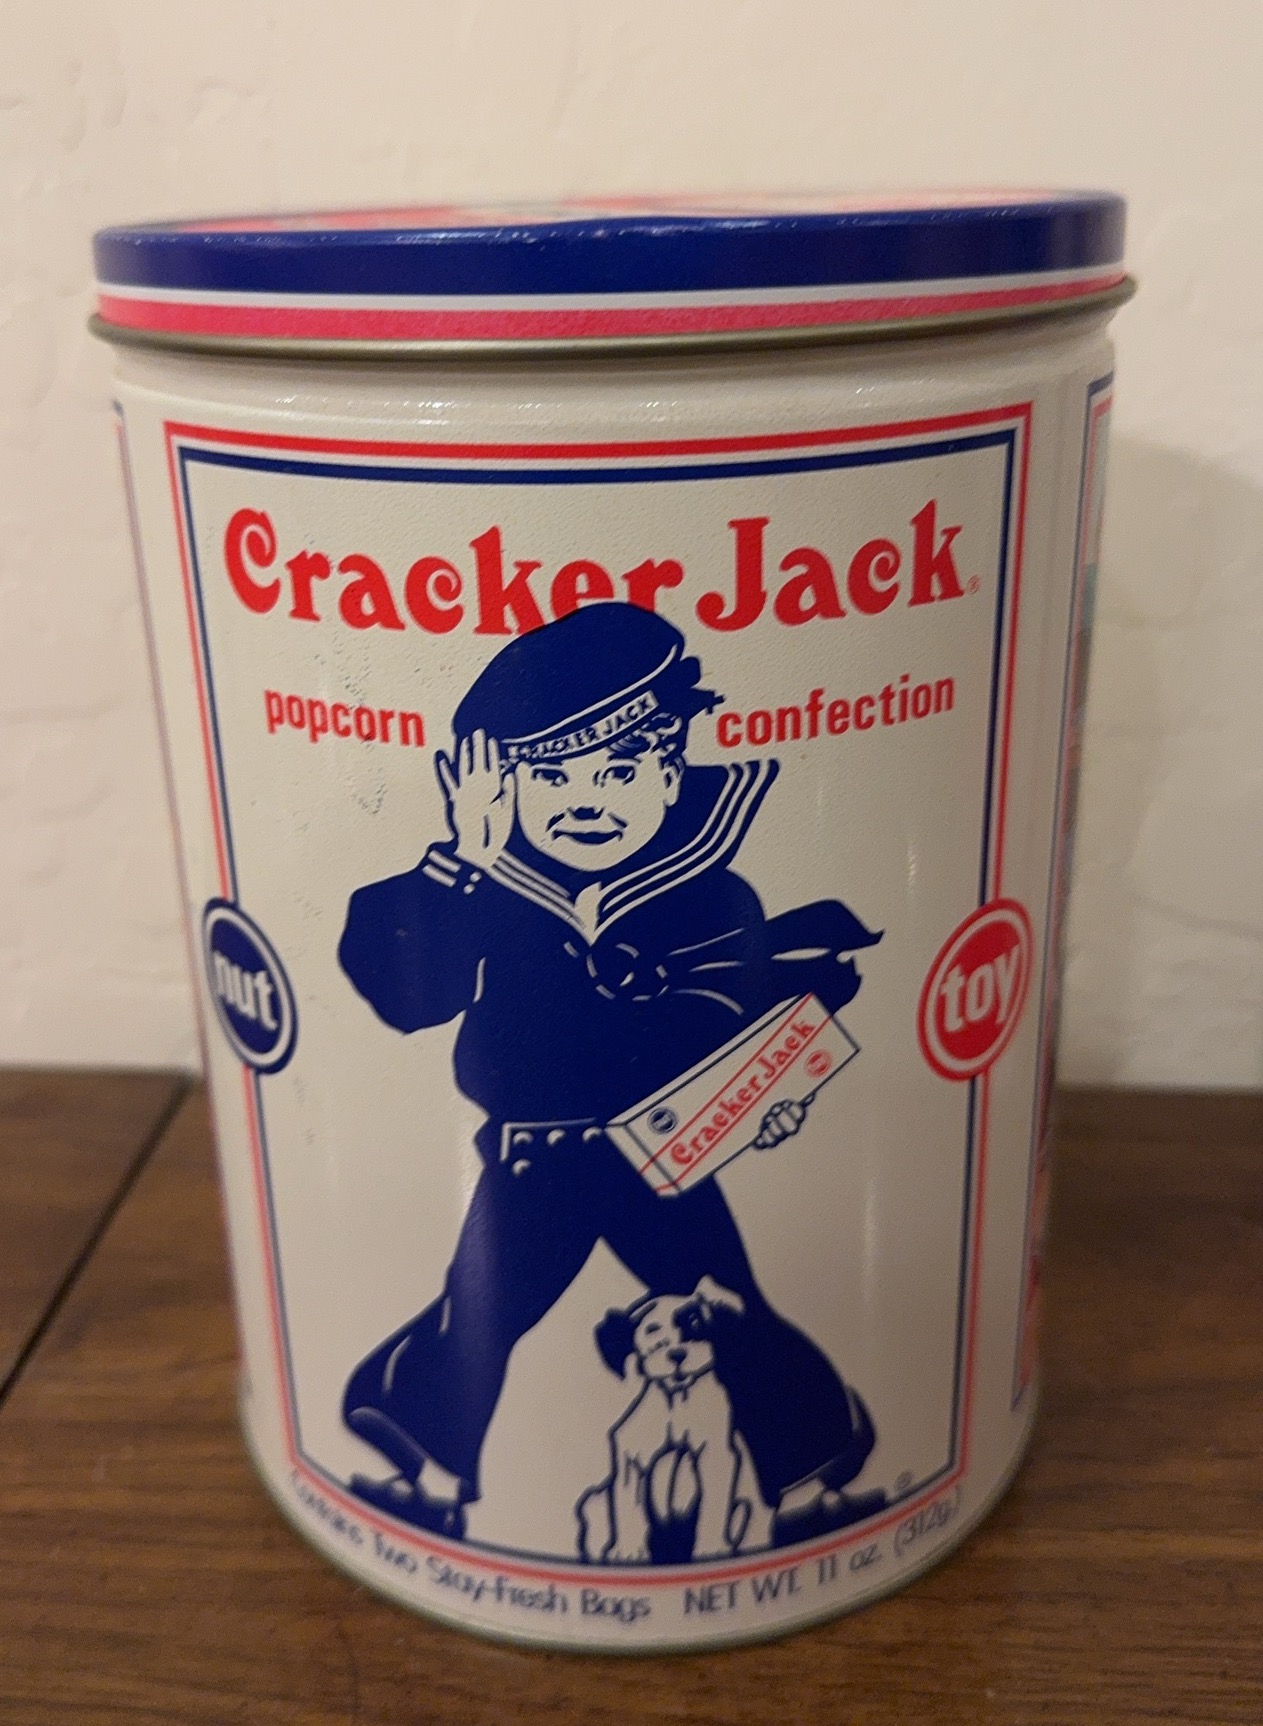 Cracker Jack®
popcorn
confection
CRACKER JACK
nut
toy
Cracker Jack
Contains Two Stay-Fresh Bags NET WT. 11 oz. (312g.)